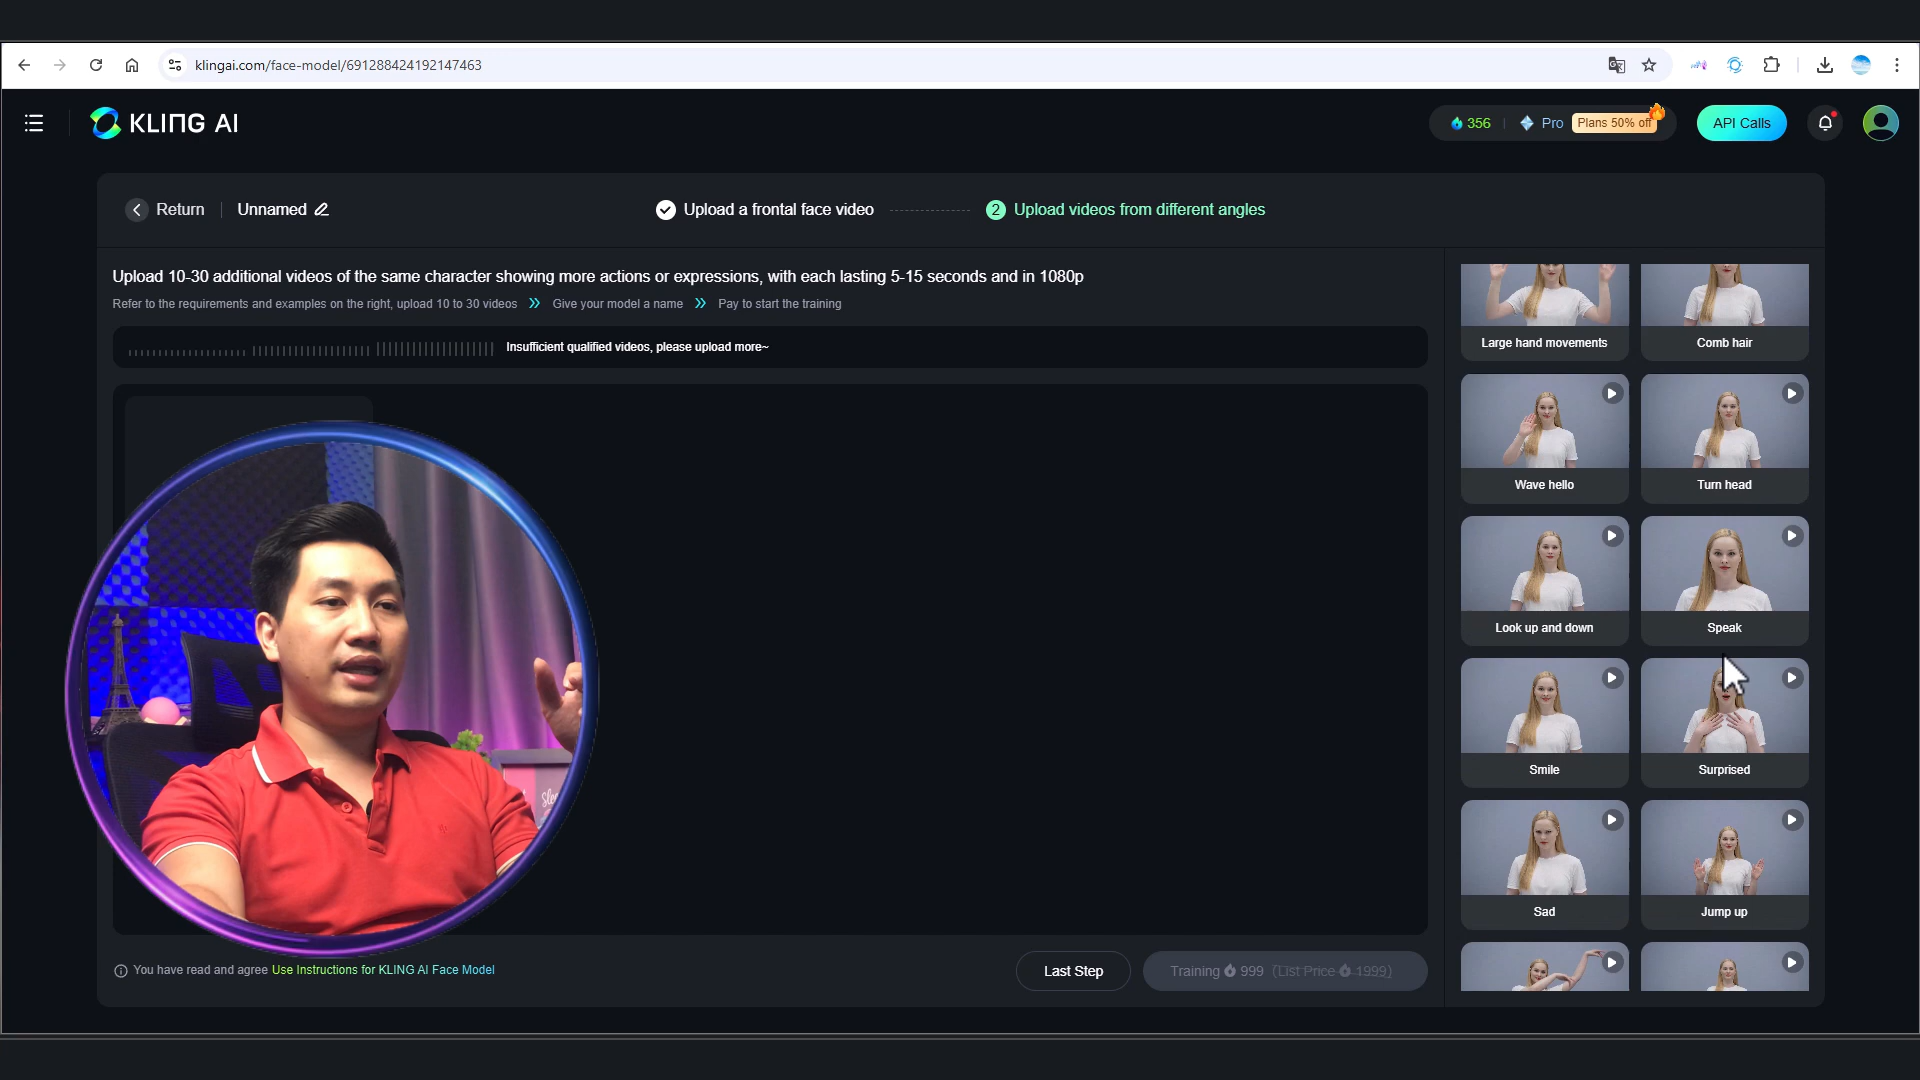 klingai.com/face-model/691288424192147463
KLING AI
356
Pro
Plans 50% off
API Calls
Return
Unnamed
Upload a frontal face video
2 Upload videos from different angles
Upload 10-30 additional videos of the same character showing more actions or expressions, with each lasting 5-15 seconds and in 1080p
Refer to the requirements and examples on the right, upload 10 to 30 videos
Give your model a name
Pay to start the training
Insufficient qualified videos, please upload more~
Large hand movements
Comb hair
Wave hello
Turn head
Look up and down
Speak
Smile
Surprised
Sad
Jump up
You have read and agree Use Instructions for KLING AI Face Model
Last Step
Training 999 (List Price 1999)